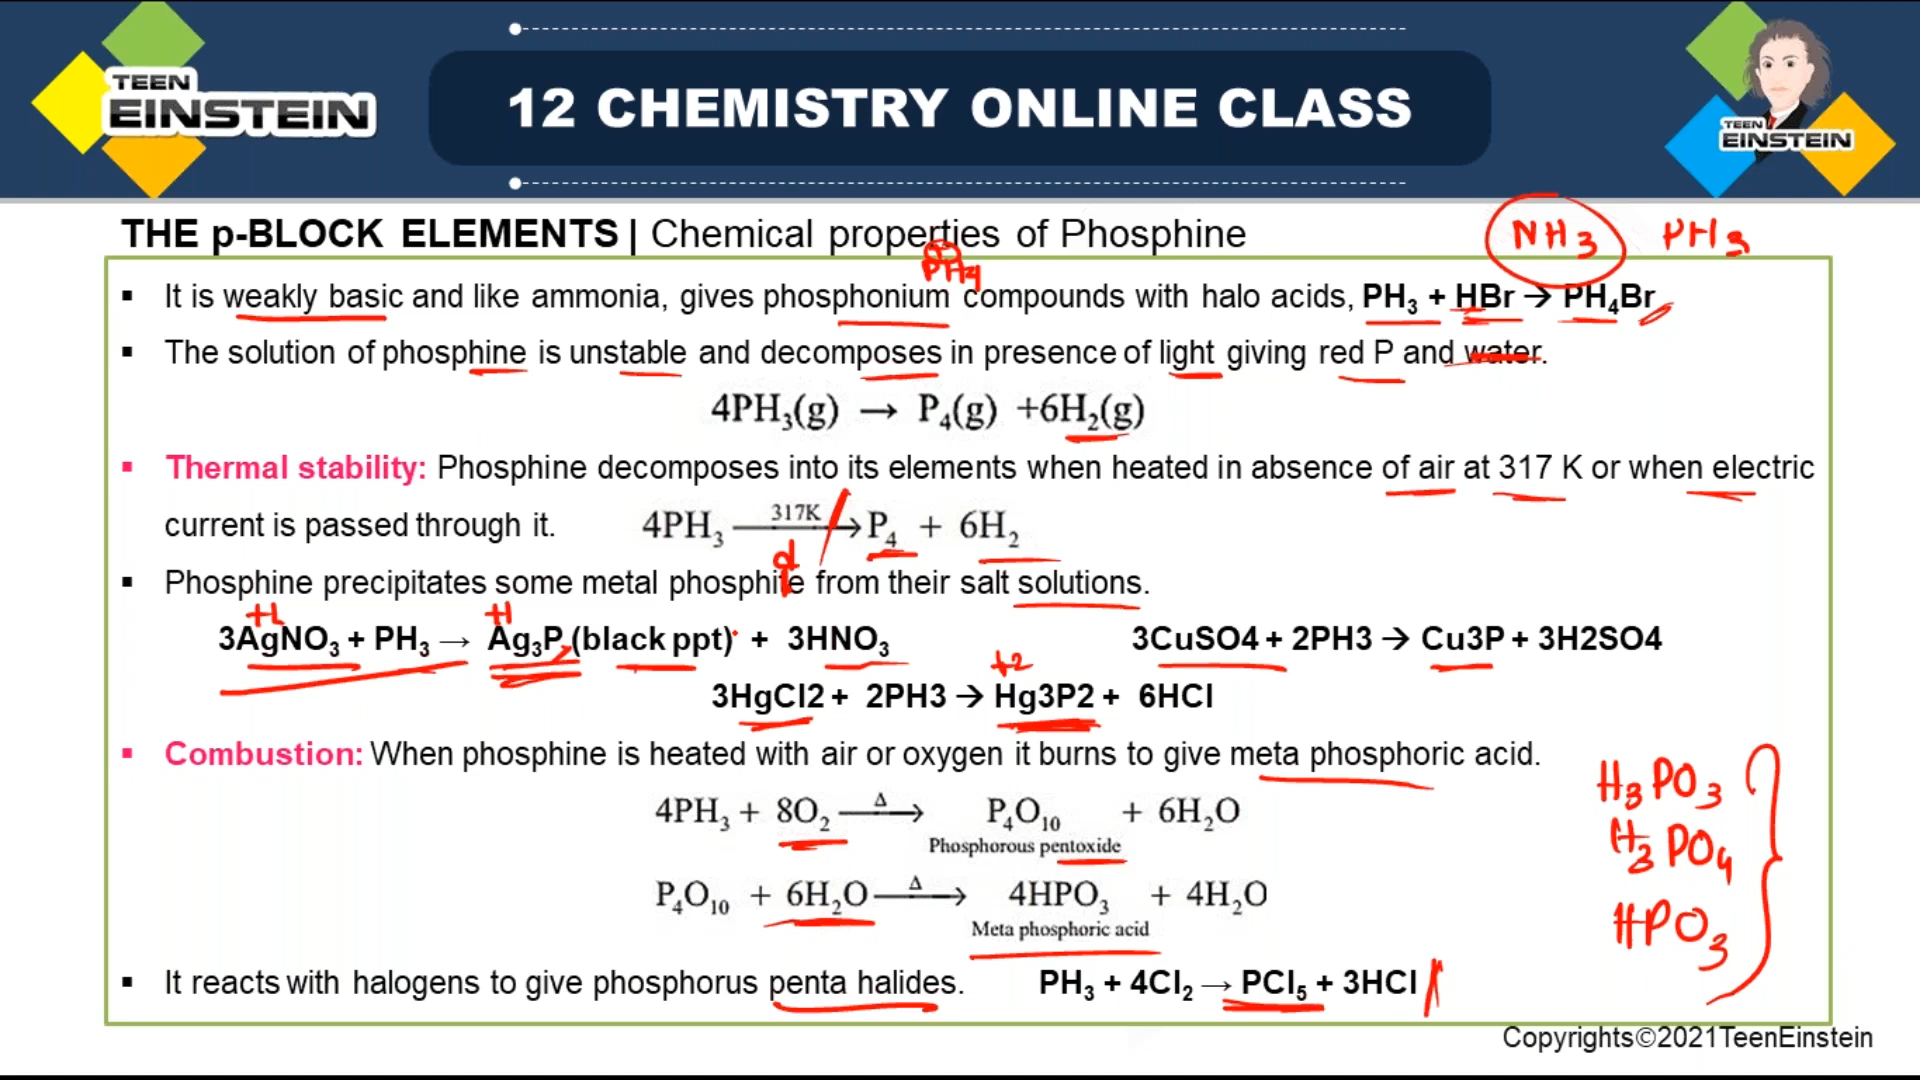 TEEN
EINSTEIN
12 CHEMISTRY ONLINE CLASS
TEEN
EINSTEIN
THE p-BLOCK ELEMENTS | Chemical properties of Phosphine
NH3 PH3
PH4
▪ It is weakly basic and like ammonia, gives phosphonium compounds with halo acids, PH₃ + HBr → PH₄Br
▪ The solution of phosphine is unstable and decomposes in presence of light giving red P and water.
4PH₃(g) → P₄(g) +6H₂(g)
▪ Thermal stability: Phosphine decomposes into its elements when heated in absence of air at 317 K or when electric
current is passed through it. 4PH₃ 317K → P₄ + 6H₂
d
▪ Phosphine precipitates some metal phosphite from their salt solutions.
+1 +1
3AgNO₃ + PH₃ → Ag₃P (black ppt) + 3HNO₃ 3CuSO4 + 2PH3 → Cu3P + 3H2SO4
+2
3HgCl2 + 2PH3 → Hg3P2 + 6HCl
▪ Combustion: When phosphine is heated with air or oxygen it burns to give meta phosphoric acid.
H3PO3
4PH₃ + 8O₂ Δ → P₄O₁₀ + 6H₂O
Phosphorous pentoxide
H3PO4
P₄O₁₀ + 6H₂O Δ → 4HPO₃ + 4H₂O
Meta phosphoric acid
HPO3
▪ It reacts with halogens to give phosphorus penta halides. PH₃ + 4Cl₂ → PCl₅ + 3HCl
Copyrights©2021TeenEinstein